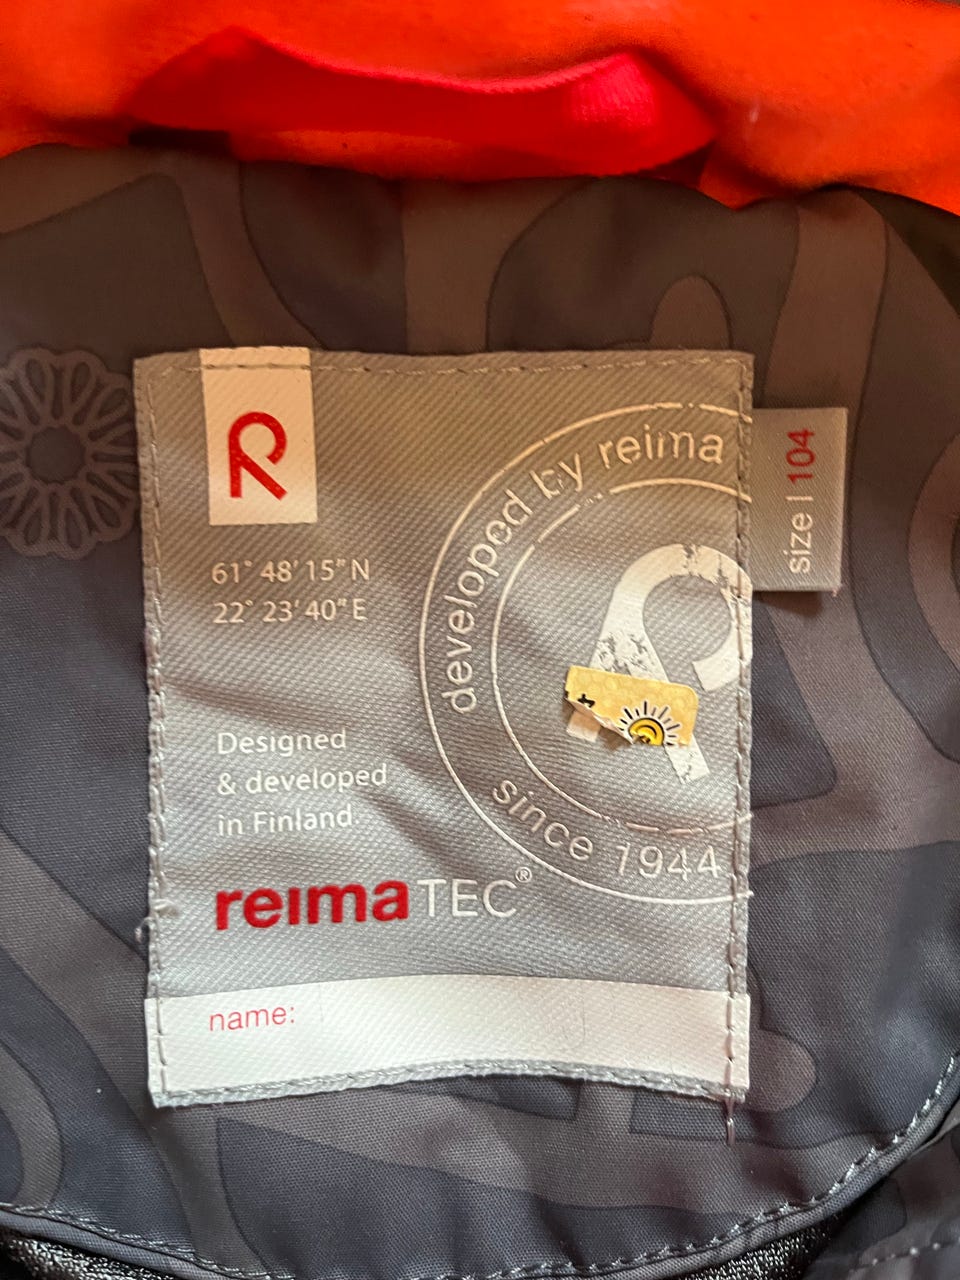 R
61° 48' 15" N
22° 23' 40" E
developed by reima
since 1944
size | 104
Designed
& developed
in Finland
reimaTEC®
name: